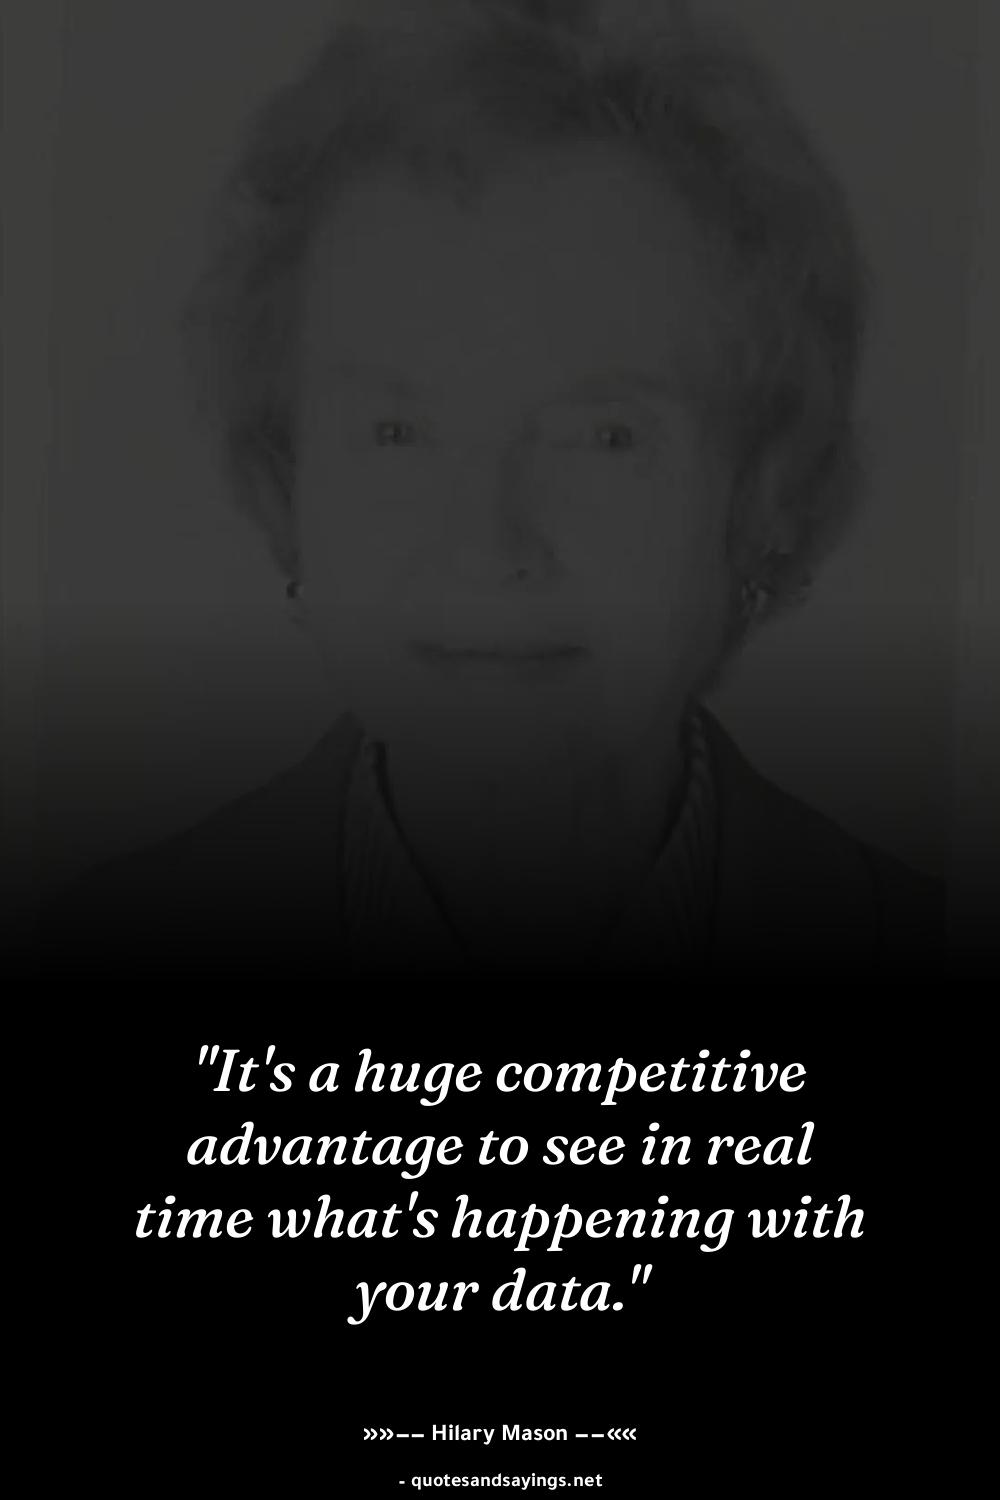 "It's a huge competitive
advantage to see in real
time what's happening with
your data."
»»–– Hilary Mason ––««
- quotesandsayings.net